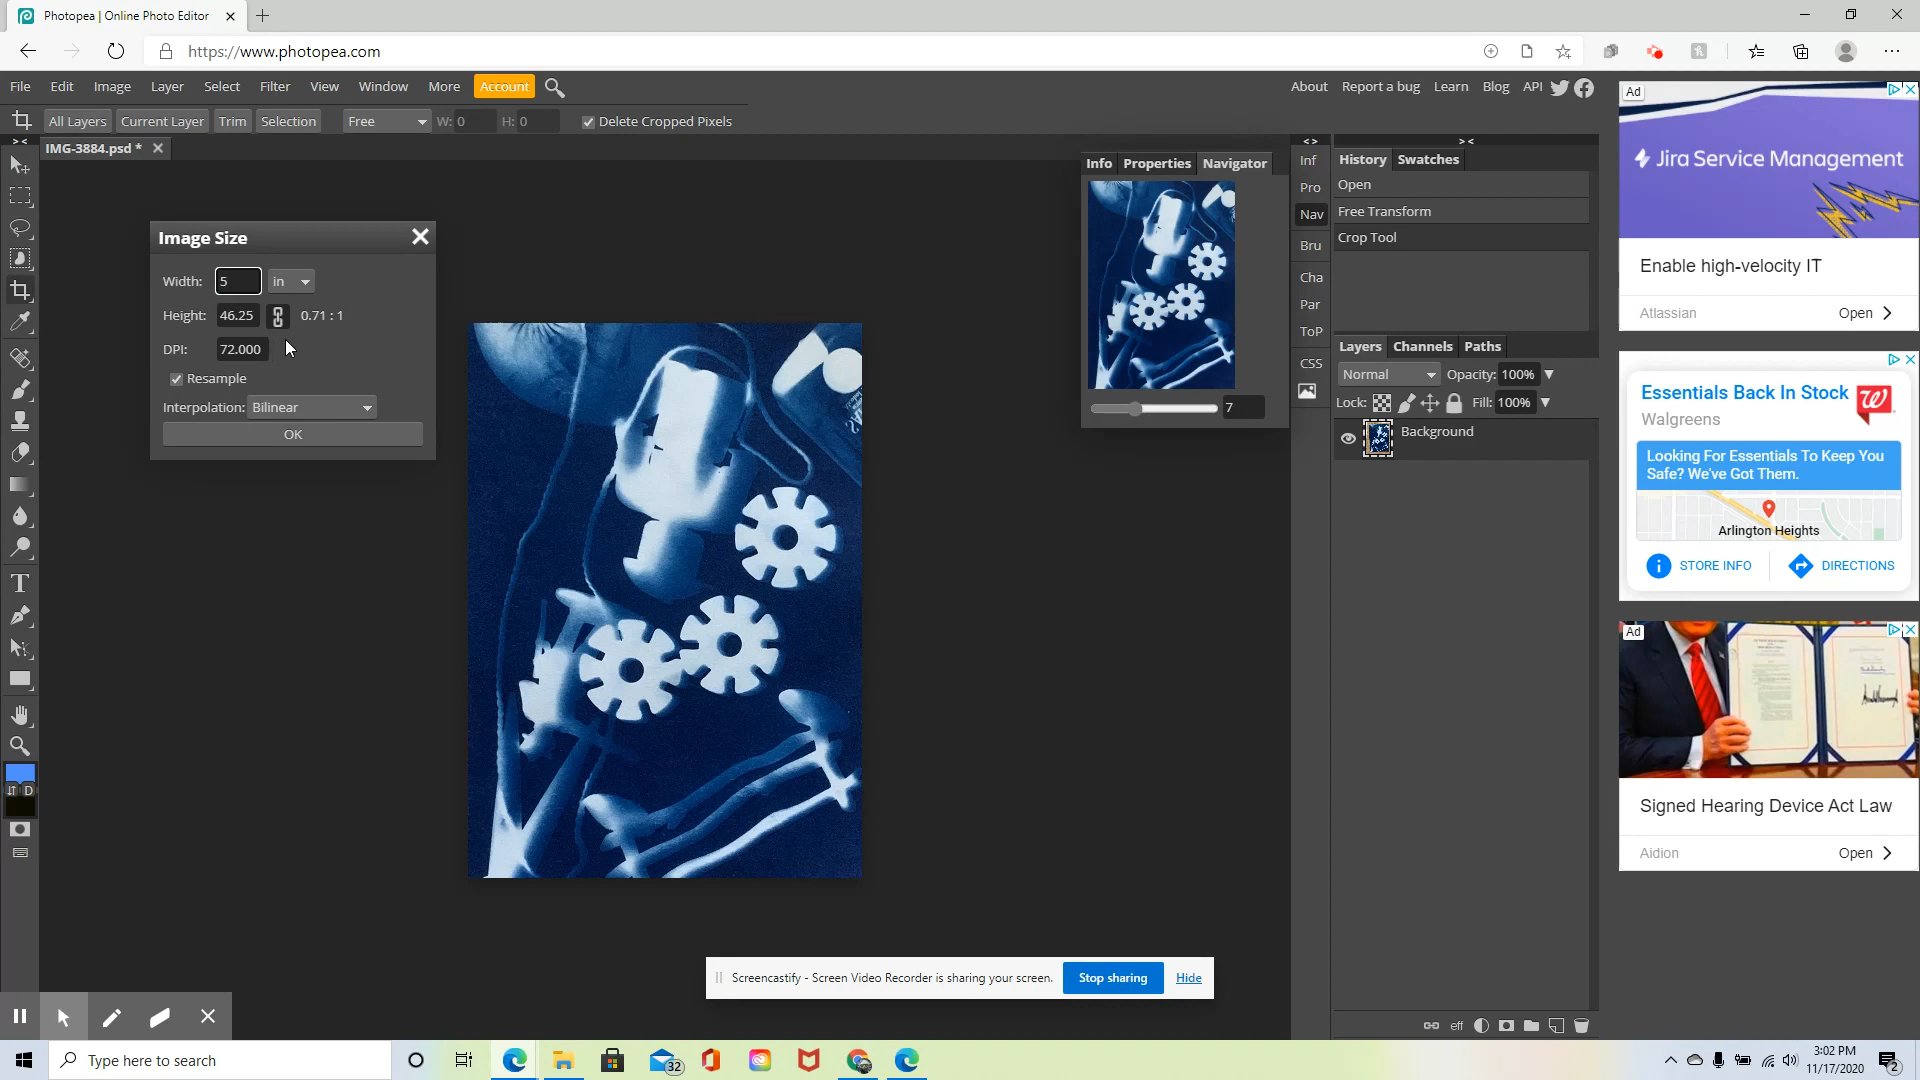 Photopea | Online Photo Editor
https://www.photopea.com
File Edit Image Layer Select Filter View Window More Account
About Report a bug Learn Blog API
All Layers Current Layer Trim Selection Free W: 0 H: 0 Delete Cropped Pixels
IMG-3884.psd *
Image Size
Width: 5 in
Height: 46.25 0.71 : 1
DPI: 72.000
Resample
Interpolation: Bilinear
OK
Info Properties Navigator
7
Inf
Pro
Nav
Bru
Cha
Par
ToP
CSS
History Swatches
Open
Free Transform
Crop Tool
Layers Channels Paths
Normal Opacity: 100%
Lock: Fill: 100%
Background
eff
T
D
Ad
Jira Service Management
Enable high-velocity IT
Atlassian Open
Essentials Back In Stock
Walgreens
Looking For Essentials To Keep You
Safe? We've Got Them.
Arlington Heights
STORE INFO DIRECTIONS
Ad
Signed Hearing Device Act Law
Aidion Open
Screencastify - Screen Video Recorder is sharing your screen. Stop sharing Hide
Type here to search
32
3:02 PM
11/17/2020
2